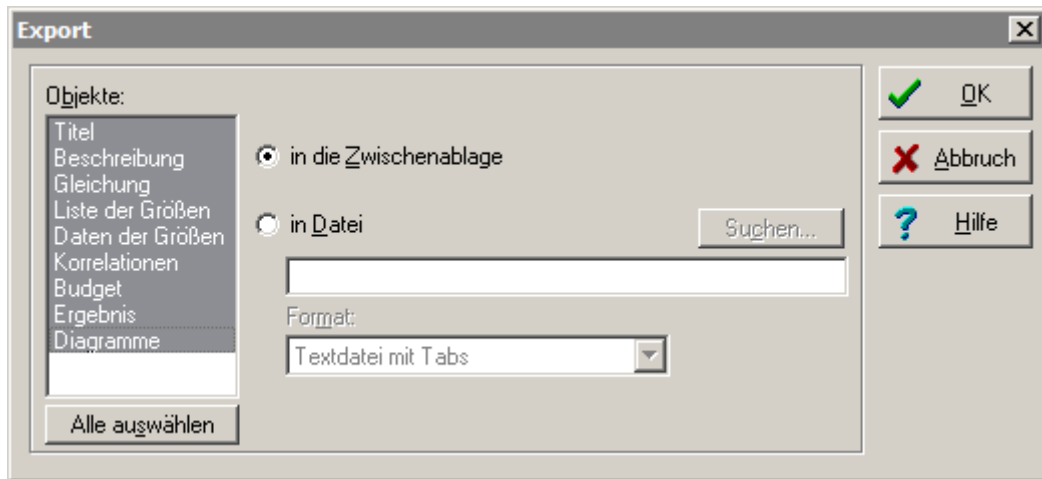 Export
Objekte:
Titel
Beschreibung
Gleichung
Liste der Größen
Daten der Größen
Korrelationen
Budget
Ergebnis
Diagramme
Alle auswählen
in die Zwischenablage
in Datei
Suchen...
Format:
Textdatei mit Tabs
OK
Abbruch
Hilfe